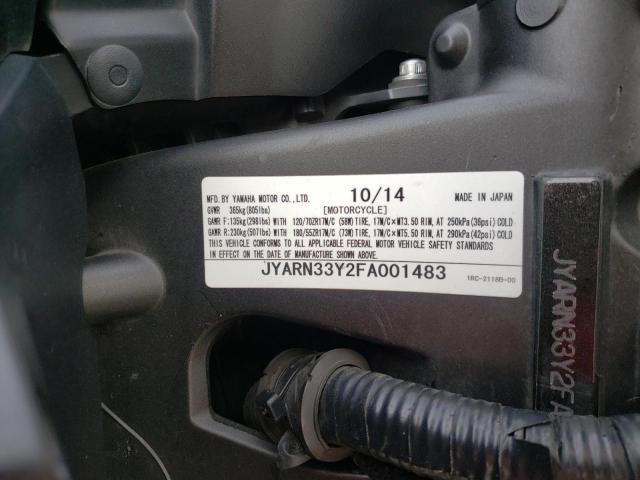 MFD. BY YAMAHA MOTOR CO.,LTD. 10/14 MADE IN JAPAN
GVWR 365kg(805lbs) [MOTORCYCLE]
GAWR F:135kg(298lbs) WITH 120/70ZR17M/C (58W) TIRE, 17M/C×MT3.50 RIM, AT 250kPa(36psi) COLD
GAWR R:230kg(507lbs) WITH 180/55ZR17M/C (73W) TIRE, 17M/C×MT5.50 RIM, AT 290kPa(42psi) COLD
THIS VEHICLE CONFORMS TO ALL APPLICABLE FEDERAL MOTOR VEHICLE SAFETY STANDARDS
IN EFFECT ON THE DATE OF MANUFACTURE SHOWN ABOVE.
JYARN33Y2FA001483 1RC-2118B-00
JYARN33Y2FA